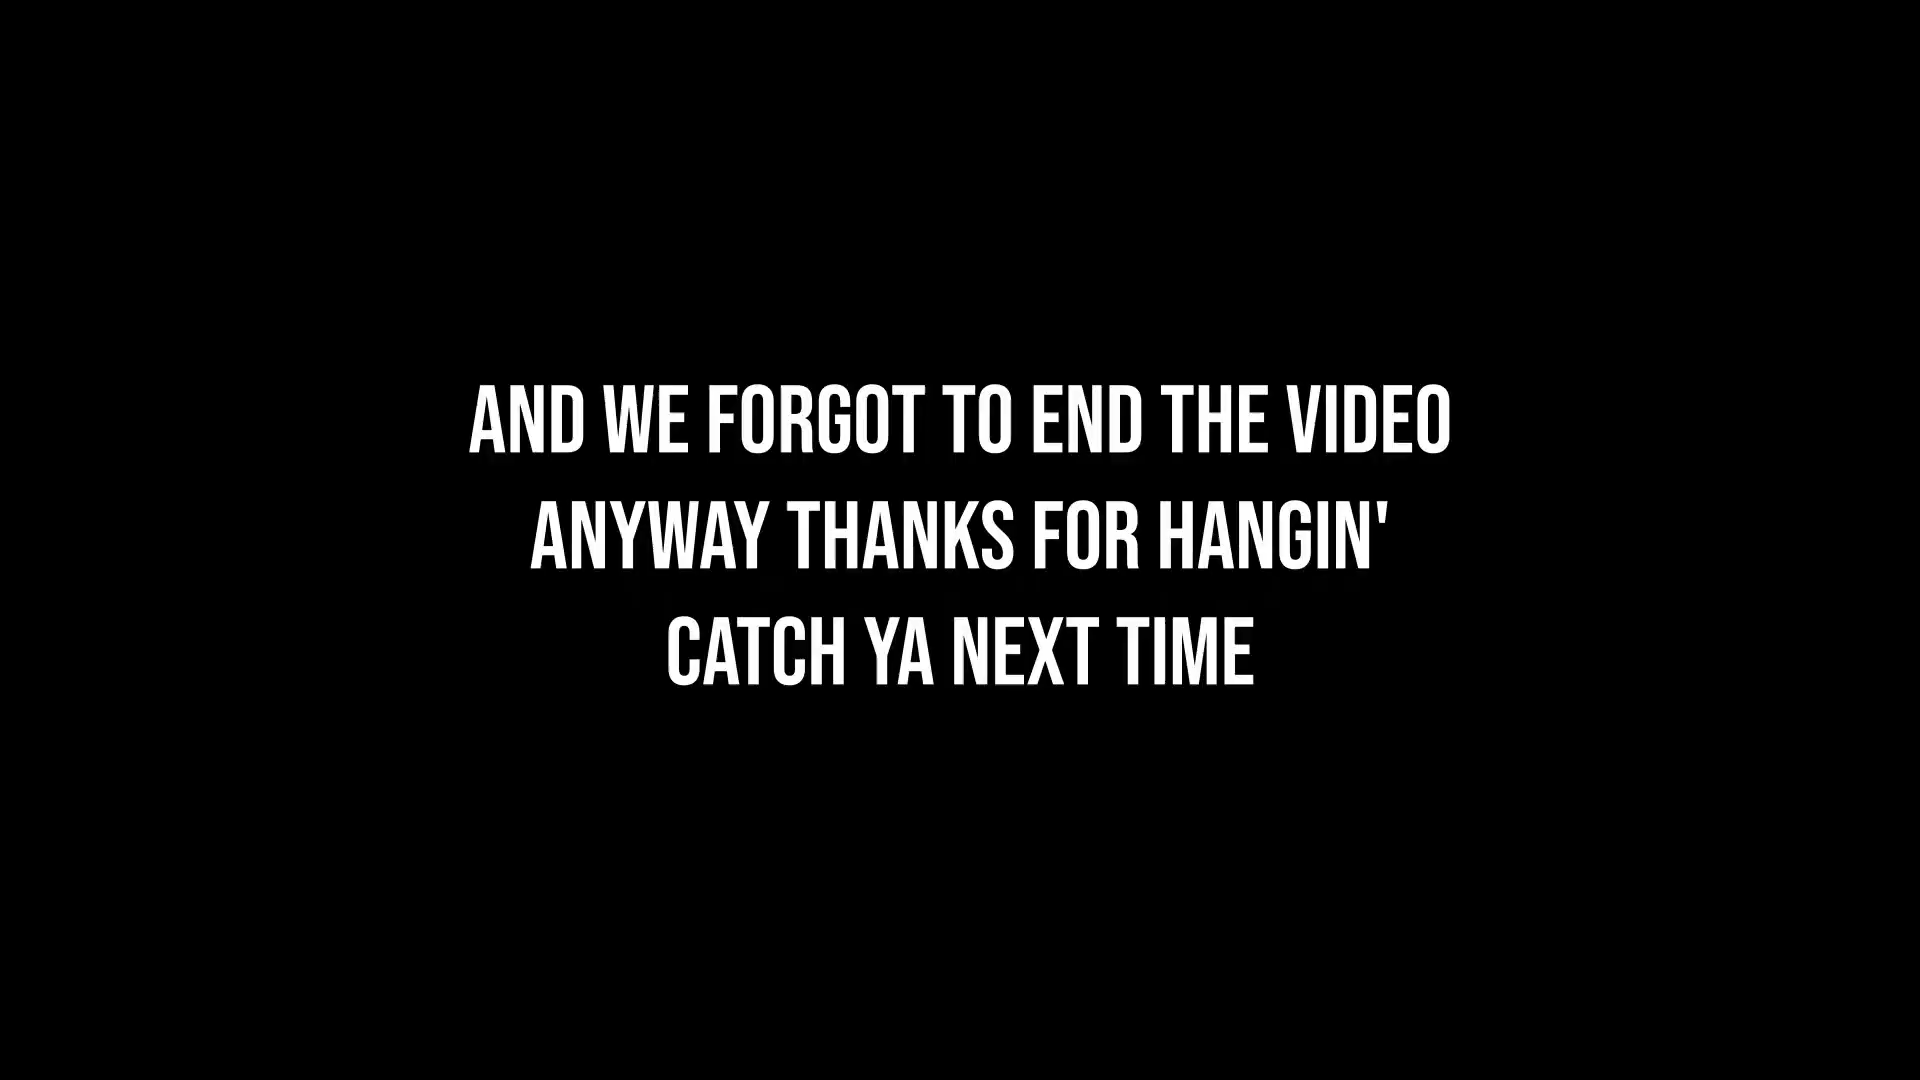 AND WE FORGOT TO END THE VIDEO
ANYWAY THANKS FOR HANGIN'
CATCH YA NEXT TIME